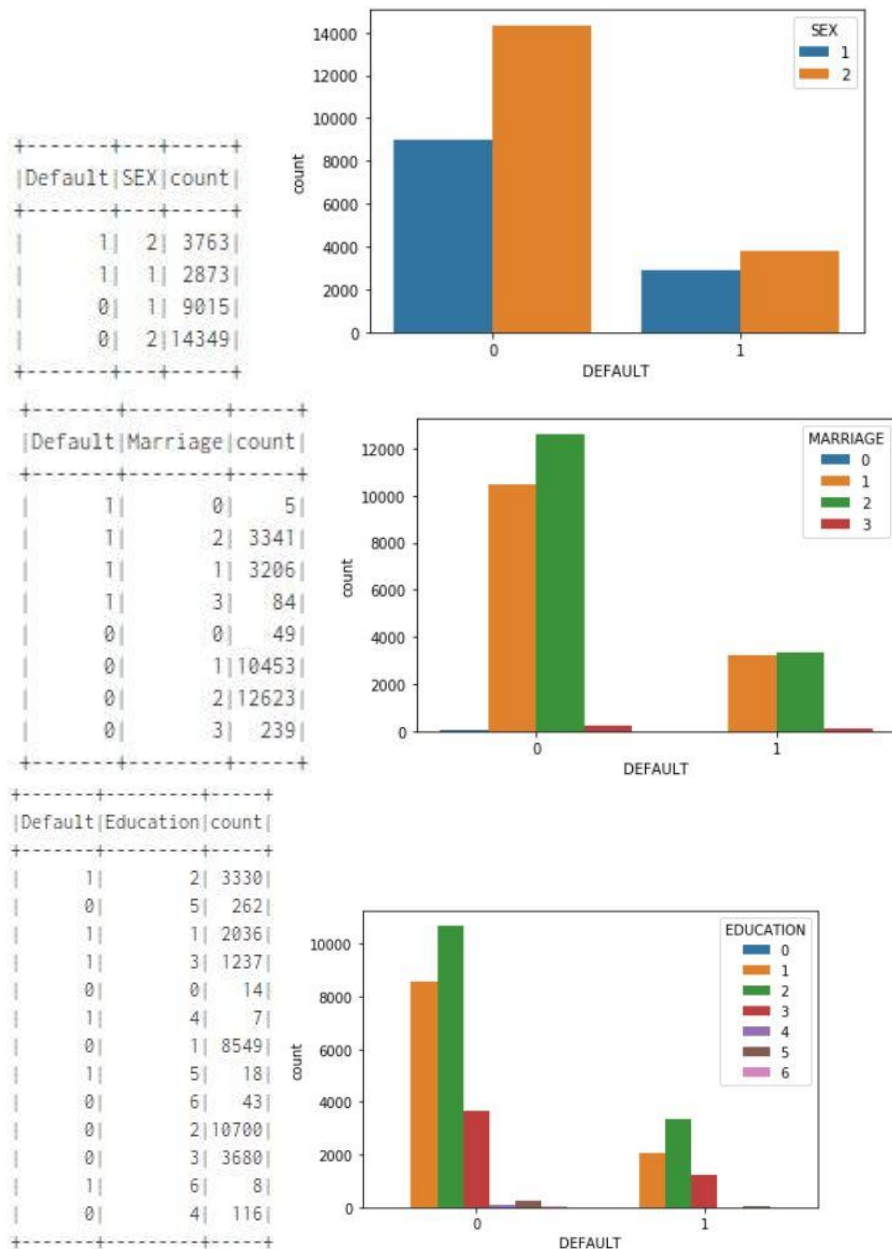 +-------+---+-----+
|Default|SEX|count|
+-------+---+-----+
| 1| 2| 3763|
| 1| 1| 2873|
| 0| 1| 9015|
| 0| 2|14349|
+-------+---+-----+
SEX
1
2
14000
12000
10000
8000
6000
4000
2000
0
count
0 1
DEFAULT
+-------+--------+-----+
|Default|Marriage|count|
+-------+--------+-----+
| 1| 0| 5|
| 1| 2| 3341|
| 1| 1| 3206|
| 1| 3| 84|
| 0| 0| 49|
| 0| 1|10453|
| 0| 2|12623|
| 0| 3| 239|
+-------+--------+-----+
MARRIAGE
0
1
2
3
12000
10000
8000
6000
4000
2000
0
count
0 1
DEFAULT
+-------+---------+-----+
|Default|Education|count|
+-------+---------+-----+
| 1| 2| 3330|
| 0| 5| 262|
| 1| 1| 2036|
| 1| 3| 1237|
| 0| 0| 14|
| 1| 4| 7|
| 0| 1| 8549|
| 1| 5| 18|
| 0| 6| 43|
| 0| 2|10700|
| 0| 3| 3680|
| 1| 6| 8|
| 0| 4| 116|
+-------+---------+-----+
EDUCATION
0
1
2
3
4
5
6
10000
8000
6000
4000
2000
0
count
0 1
DEFAULT